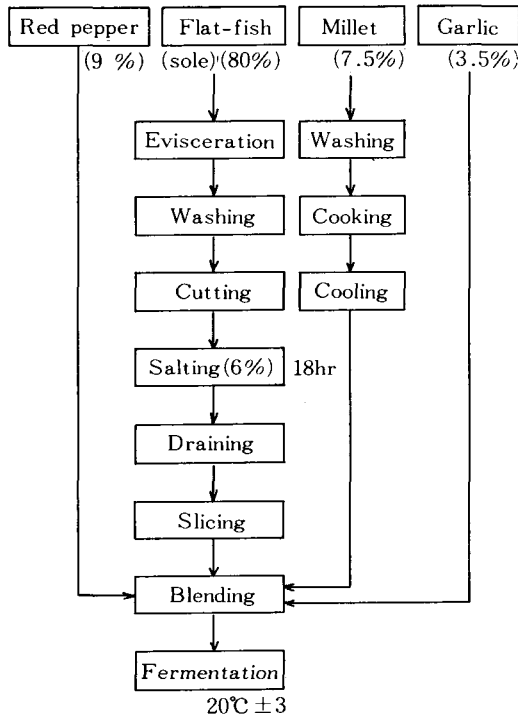 Red pepper Flat-fish Millet Garlic
(9 %) (sole) (80%) (7.5%) (3.5%)
Evisceration Washing
Washing Cooking
Cutting Cooling
Salting(6%) 18hr
Draining
Slicing
Blending
Fermentation
20℃ ±3